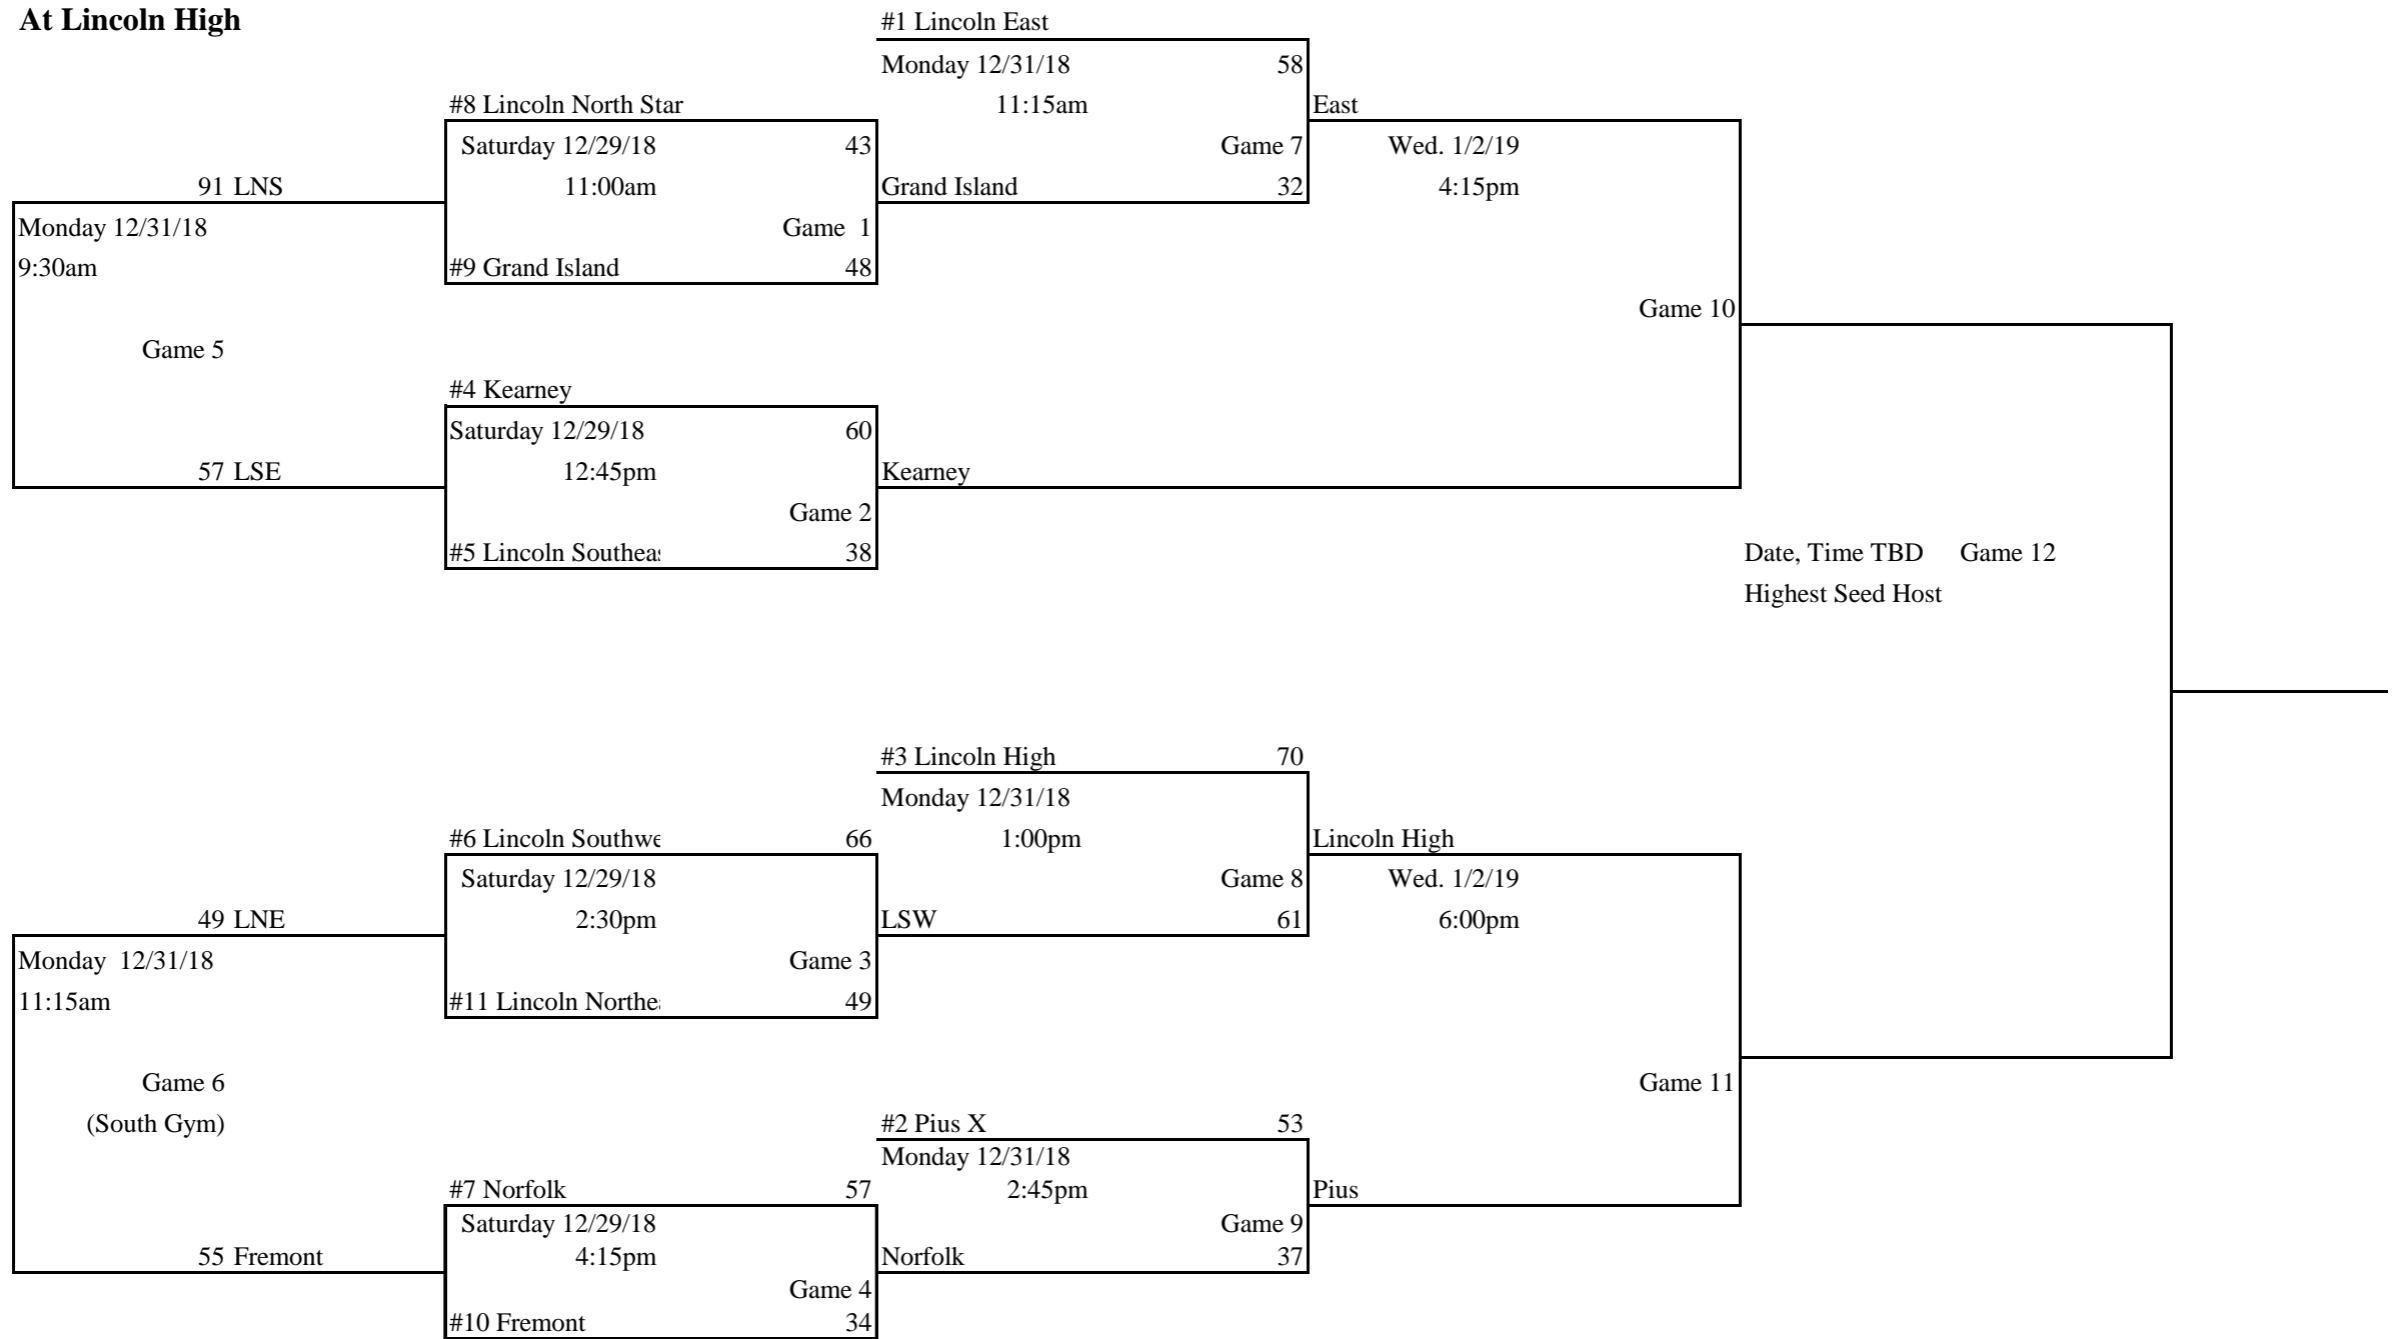 At Lincoln High
#1 Lincoln East
Monday 12/31/18 58
#8 Lincoln North Star 11:15am East
Saturday 12/29/18 43 Game 7 Wed. 1/2/19
91 LNS 11:00am Grand Island 32 4:15pm
Monday 12/31/18 Game 1
9:30am #9 Grand Island 48
Game 10
Game 5
#4 Kearney
Saturday 12/29/18 60
57 LSE 12:45pm Kearney
Game 2
#5 Lincoln Southeas 38 Date, Time TBD Game 12
Highest Seed Host
#3 Lincoln High 70
Monday 12/31/18
#6 Lincoln Southwe 66 1:00pm Lincoln High
Saturday 12/29/18 Game 8 Wed. 1/2/19
49 LNE 2:30pm LSW 61 6:00pm
Monday 12/31/18 Game 3
11:15am #11 Lincoln Northea 49
Game 6 Game 11
(South Gym) #2 Pius X 53
Monday 12/31/18
#7 Norfolk 57 2:45pm Pius
Saturday 12/29/18 Game 9
55 Fremont 4:15pm Norfolk 37
Game 4
#10 Fremont 34